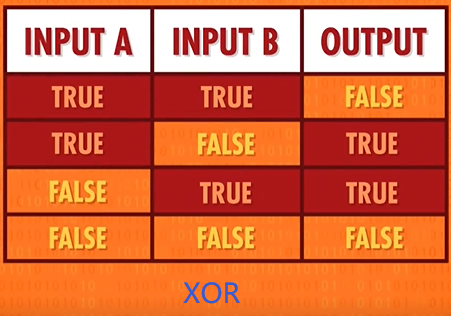 INPUT A INPUT B OUTPUT
TRUE TRUE FALSE
TRUE FALSE TRUE
FALSE TRUE TRUE
FALSE FALSE FALSE
XOR